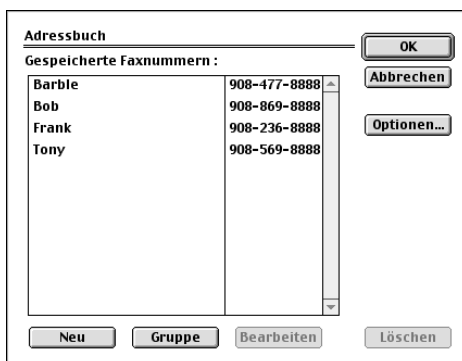 Adressbuch
Gespeicherte Faxnummern :
Barble 908-477-8888
Bob 908-869-8888
Frank 908-236-8888
Tony 908-569-8888
OK
Abbrechen
Optionen...
Neu Gruppe Bearbeiten Löschen